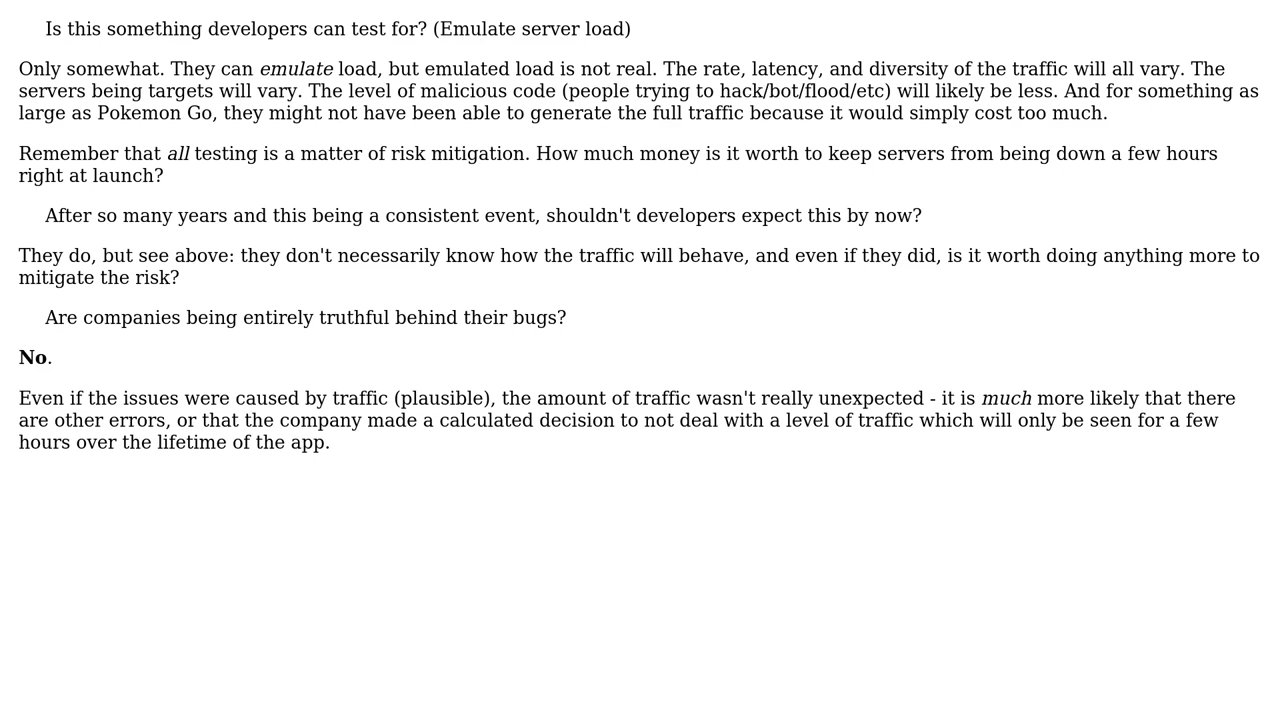 Is this something developers can test for? (Emulate server load)
Only somewhat. They can emulate load, but emulated load is not real. The rate, latency, and diversity of the traffic will all vary. The
servers being targets will vary. The level of malicious code (people trying to hack/bot/flood/etc) will likely be less. And for something as
large as Pokemon Go, they might not have been able to generate the full traffic because it would simply cost too much.
Remember that all testing is a matter of risk mitigation. How much money is it worth to keep servers from being down a few hours
right at launch?
After so many years and this being a consistent event, shouldn't developers expect this by now?
They do, but see above: they don't necessarily know how the traffic will behave, and even if they did, is it worth doing anything more to
mitigate the risk?
Are companies being entirely truthful behind their bugs?
No.
Even if the issues were caused by traffic (plausible), the amount of traffic wasn't really unexpected - it is much more likely that there
are other errors, or that the company made a calculated decision to not deal with a level of traffic which will only be seen for a few
hours over the lifetime of the app.